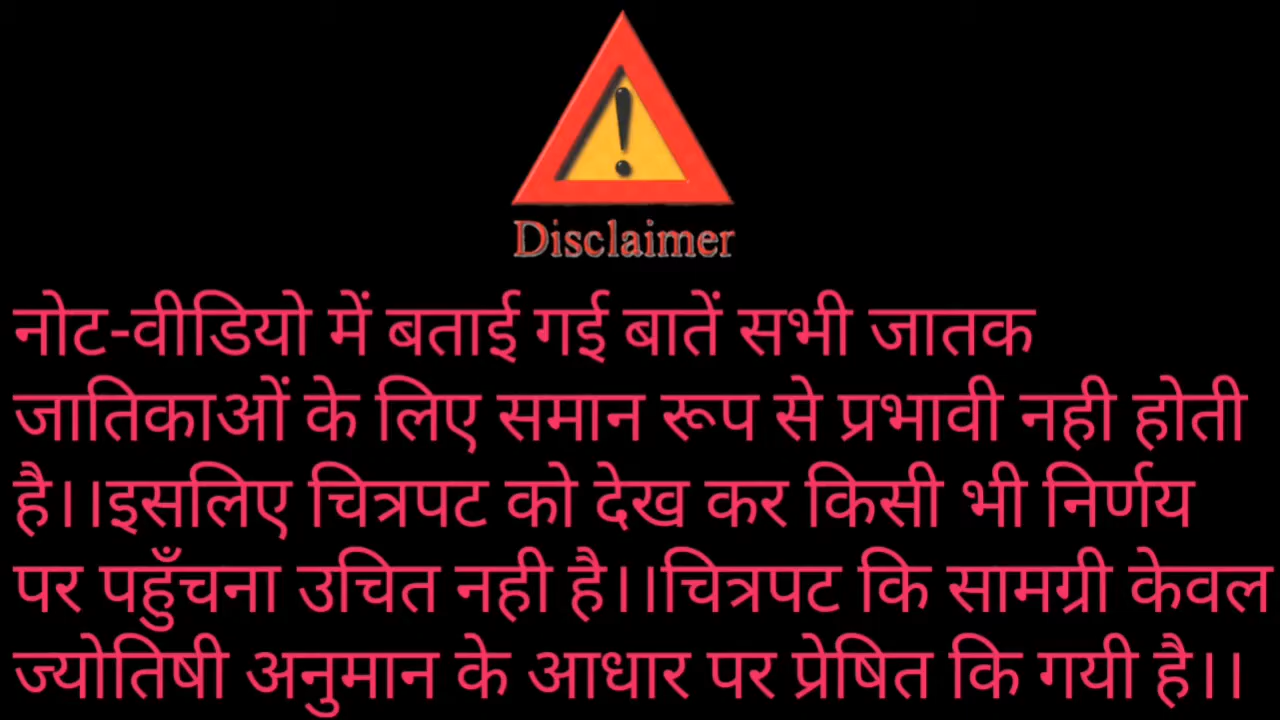 Disclaimer
नोट-वीडियो में बताई गई बातें सभी जातक
जातिकाओं के लिए समान रूप से प्रभावी नही होती
है।।इसलिए चित्रपट को देख कर किसी भी निर्णय
पर पहुँचना उचित नही है।।चित्रपट कि सामग्री केवल
ज्योतिषी अनुमान के आधार पर प्रेषित कि गयी है।।